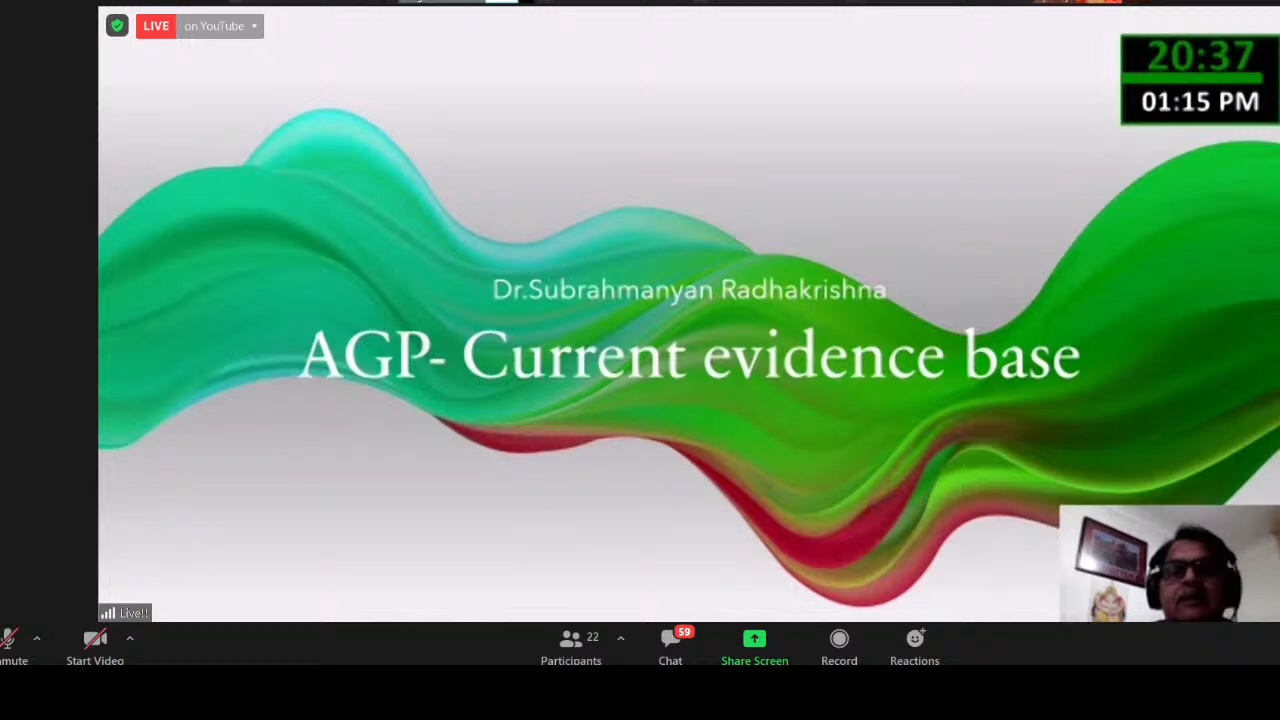 LIVE on YouTube
20:37
01:15 PM
Dr.Subrahmanyan Radhakrishna
AGP- Current evidence base
Live!!
22
59
mute
Start Video
Participants
Chat
Share Screen
Record
Reactions